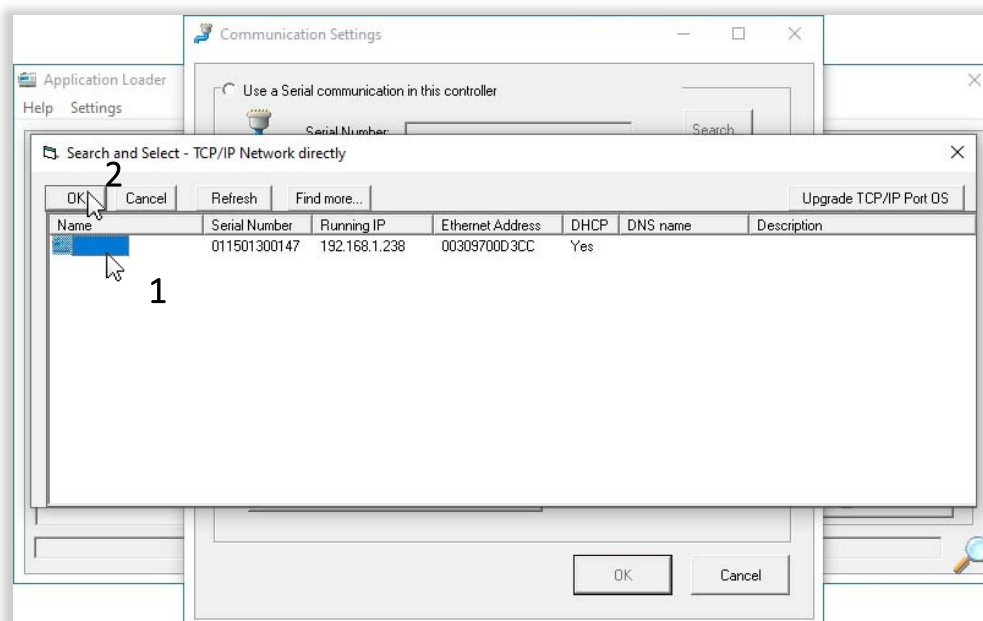 Communication Settings
Application Loader
Help Settings
Use a Serial communication in this controller
Serial Number:
Search
Search and Select - TCP/IP Network directly
2
OK Cancel Refresh Find more... Upgrade TCP/IP Port OS
Name Serial Number Running IP Ethernet Address DHCP DNS name Description
011501300147 192.168.1.238 00309700D3CC Yes
1
OK Cancel